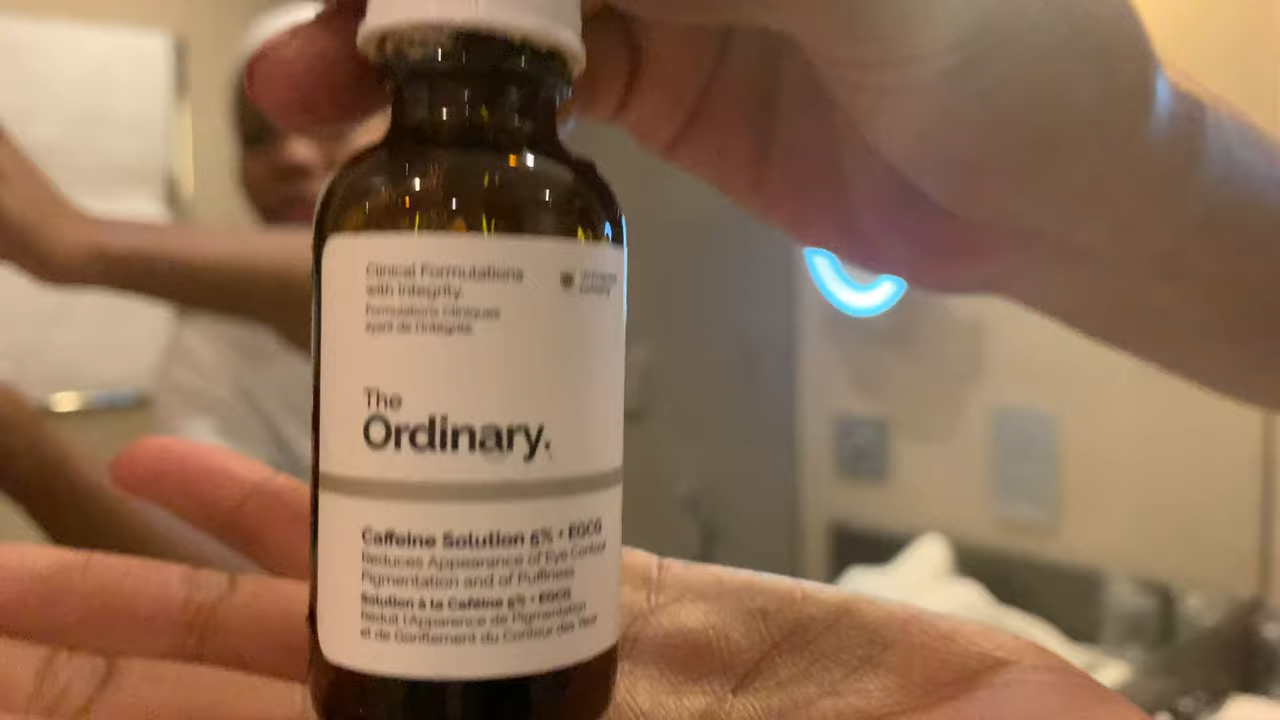 Clinical Formulations
with Integrity.
Formulations Cliniques
ayant de l'intégrité.
The
Ordinary.
Caffeine Solution 5% + EGCG
Reduces Appearance of Eye Contour
Pigmentation and of Puffiness
Solution à la Caféine 5% + EGCG
Réduit l'Apparence de Pigmentation
et de Gonflement du Contour des Yeux